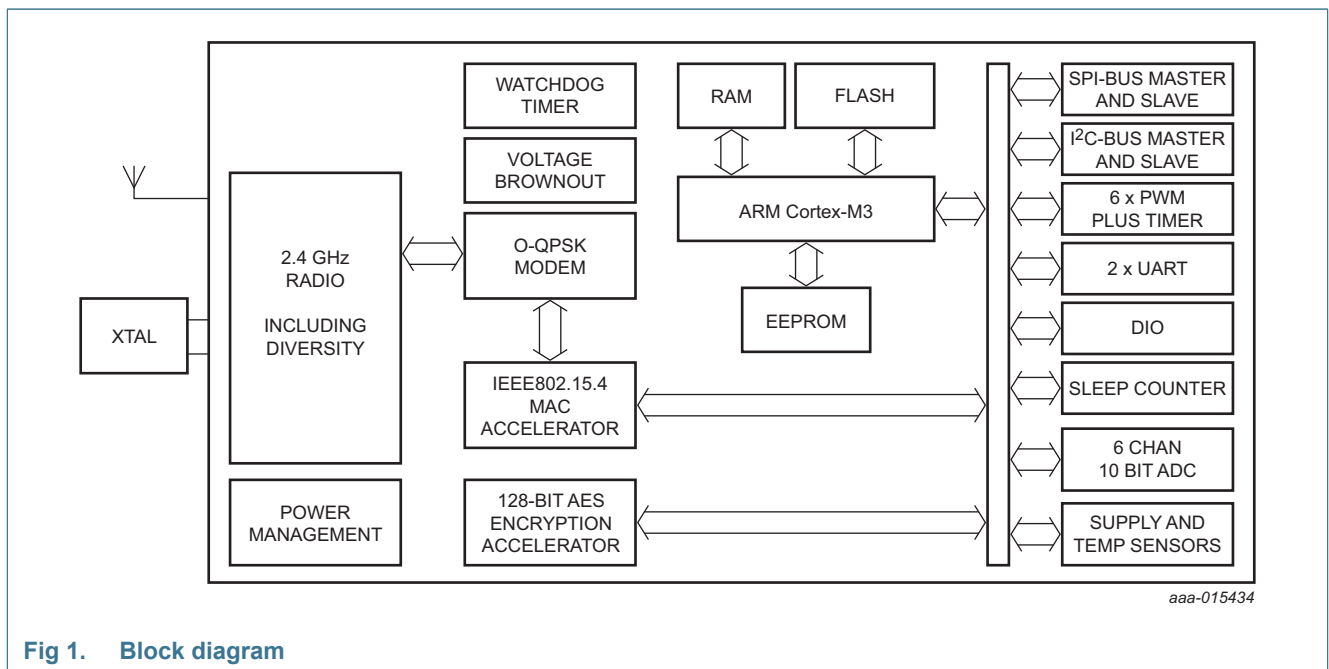 WATCHDOG
TIMER
VOLTAGE
BROWNOUT
2.4 GHz
RADIO
INCLUDING
DIVERSITY
O-QPSK
MODEM
XTAL
IEEE802.15.4
MAC
ACCELERATOR
POWER
MANAGEMENT
128-BIT AES
ENCRYPTION
ACCELERATOR
RAM
FLASH
ARM Cortex-M3
EEPROM
SPI-BUS MASTER
AND SLAVE
I²C-BUS MASTER
AND SLAVE
6 x PWM
PLUS TIMER
2 x UART
DIO
SLEEP COUNTER
6 CHAN
10 BIT ADC
SUPPLY AND
TEMP SENSORS
aaa-015434
Fig 1. Block diagram